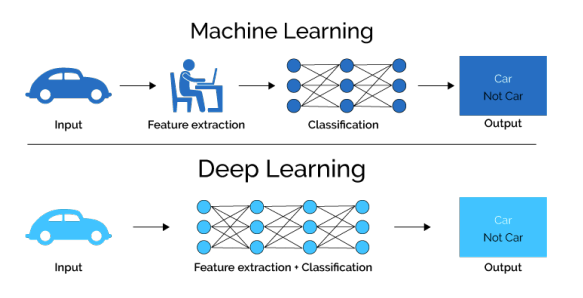 Machine Learning
Car
Not Car
Input
Feature extraction
Classification
Output
Deep Learning
Car
Not Car
Input
Feature extraction + Classification
Output